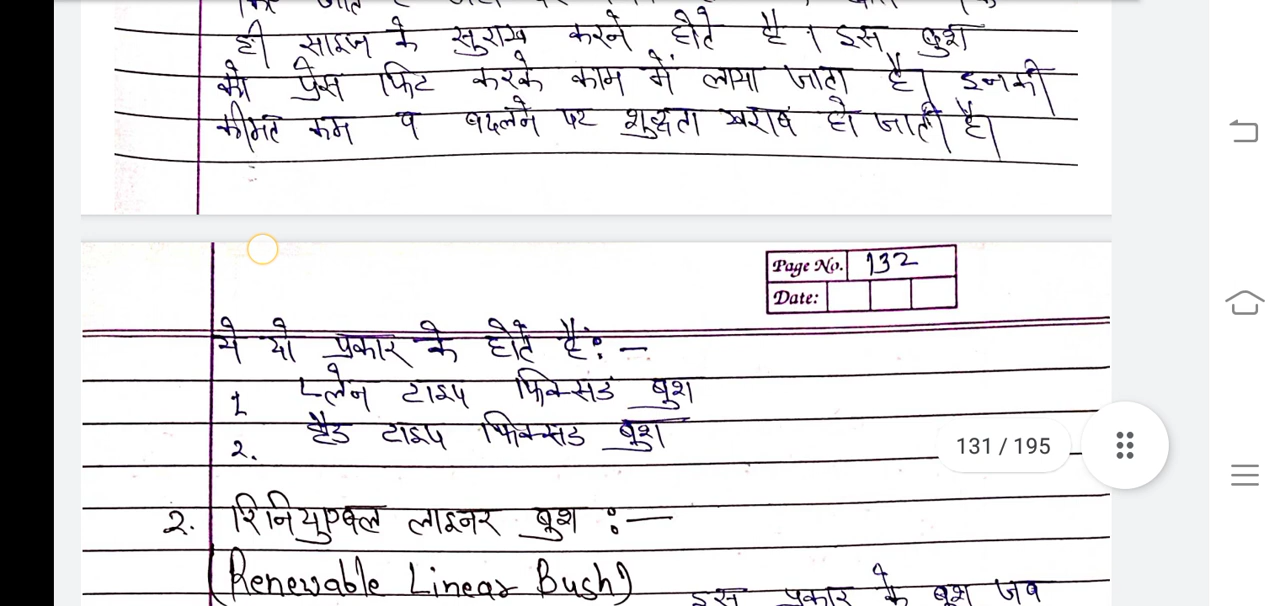 ही साइज के सुराख करने होते है । इस बुश
को प्रेस फिट करके काम में लाया जाता है। इनकी
कीमत कम व बदलने पर शुद्धता खराब हो जाती है।
Page No. 132
Date:
ये दो प्रकार के होते हैं:-
1 प्लेन टाइप फिक्सड बुश
2. हैड टाइप फिक्सड बुश
131 / 195
2. रिनियुएबल लाइनर बुश :-
(Renewable Linear Bush)
इस प्रकार के बुश जब